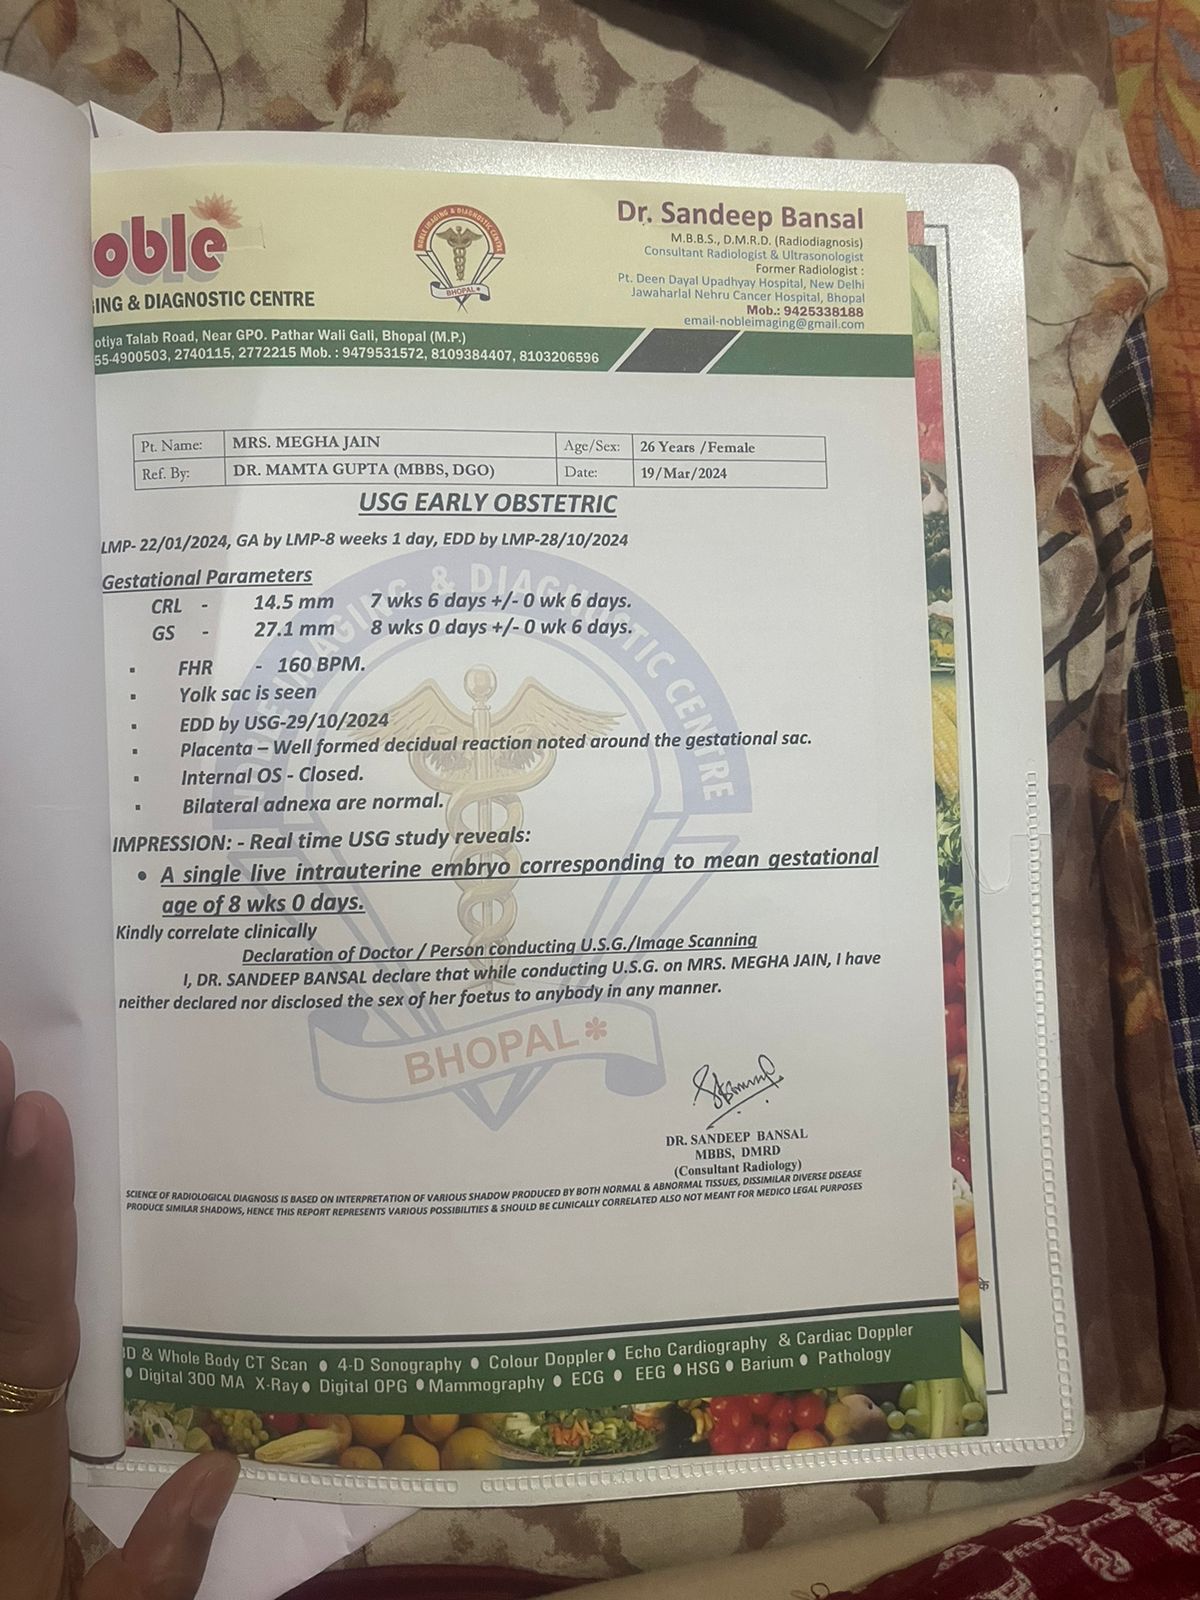 oble
ING & DIAGNOSTIC CENTRE
NOBLE IMAGING & DIAGNOSTIC CENTRE
BHOPAL
Dr. Sandeep Bansal
M.B.B.S., D.M.R.D. (Radiodiagnosis)
Consultant Radiologist & Ultrasonologist
Former Radiologist :
Pt. Deen Dayal Upadhyay Hospital, New Delhi
Jawaharlal Nehru Cancer Hospital, Bhopal
Mob.: 9425338188
email-nobleimaging@gmail.com
otiya Talab Road, Near GPO. Pathar Wali Gali, Bhopal (M.P.)
55-4900503, 2740115, 2772215 Mob. : 9479531572, 8109384407, 8103206596
Pt. Name: MRS. MEGHA JAIN Age/Sex: 26 Years /Female
Ref. By: DR. MAMTA GUPTA (MBBS, DGO) Date: 19/Mar/2024
USG EARLY OBSTETRIC
LMP- 22/01/2024, GA by LMP-8 weeks 1 day, EDD by LMP-28/10/2024
Gestational Parameters
CRL - 14.5 mm 7 wks 6 days +/- 0 wk 6 days.
GS - 27.1 mm 8 wks 0 days +/- 0 wk 6 days.
▪ FHR - 160 BPM.
▪ Yolk sac is seen
▪ EDD by USG-29/10/2024
▪ Placenta – Well formed decidual reaction noted around the gestational sac.
▪ Internal OS - Closed.
▪ Bilateral adnexa are normal.
IMPRESSION: - Real time USG study reveals:
• A single live intrauterine embryo corresponding to mean gestational
age of 8 wks 0 days.
Kindly correlate clinically
Declaration of Doctor / Person conducting U.S.G./Image Scanning
I, DR. SANDEEP BANSAL declare that while conducting U.S.G. on MRS. MEGHA JAIN, I have
neither declared nor disclosed the sex of her foetus to anybody in any manner.
NOBLE IMAGING & DIAGNOSTIC CENTRE
BHOPAL*
DR. SANDEEP BANSAL
MBBS, DMRD
(Consultant Radiology)
SCIENCE OF RADIOLOGICAL DIAGNOSIS IS BASED ON INTERPRETATION OF VARIOUS SHADOW PRODUCED BY BOTH NORMAL & ABNORMAL TISSUES, DISSIMILAR DIVERSE DISEASE
PRODUCE SIMILAR SHADOWS, HENCE THIS REPORT REPRESENTS VARIOUS POSSIBILITIES & SHOULD BE CLINICALLY CORRELATED ALSO NOT MEANT FOR MEDICO LEGAL PURPOSES
के
D & Whole Body CT Scan ● 4-D Sonography ● Colour Doppler ● Echo Cardiography & Cardiac Doppler
● Digital 300 MA X-Ray ● Digital OPG ● Mammography ● ECG ● EEG ● HSG ● Barium ● Pathology